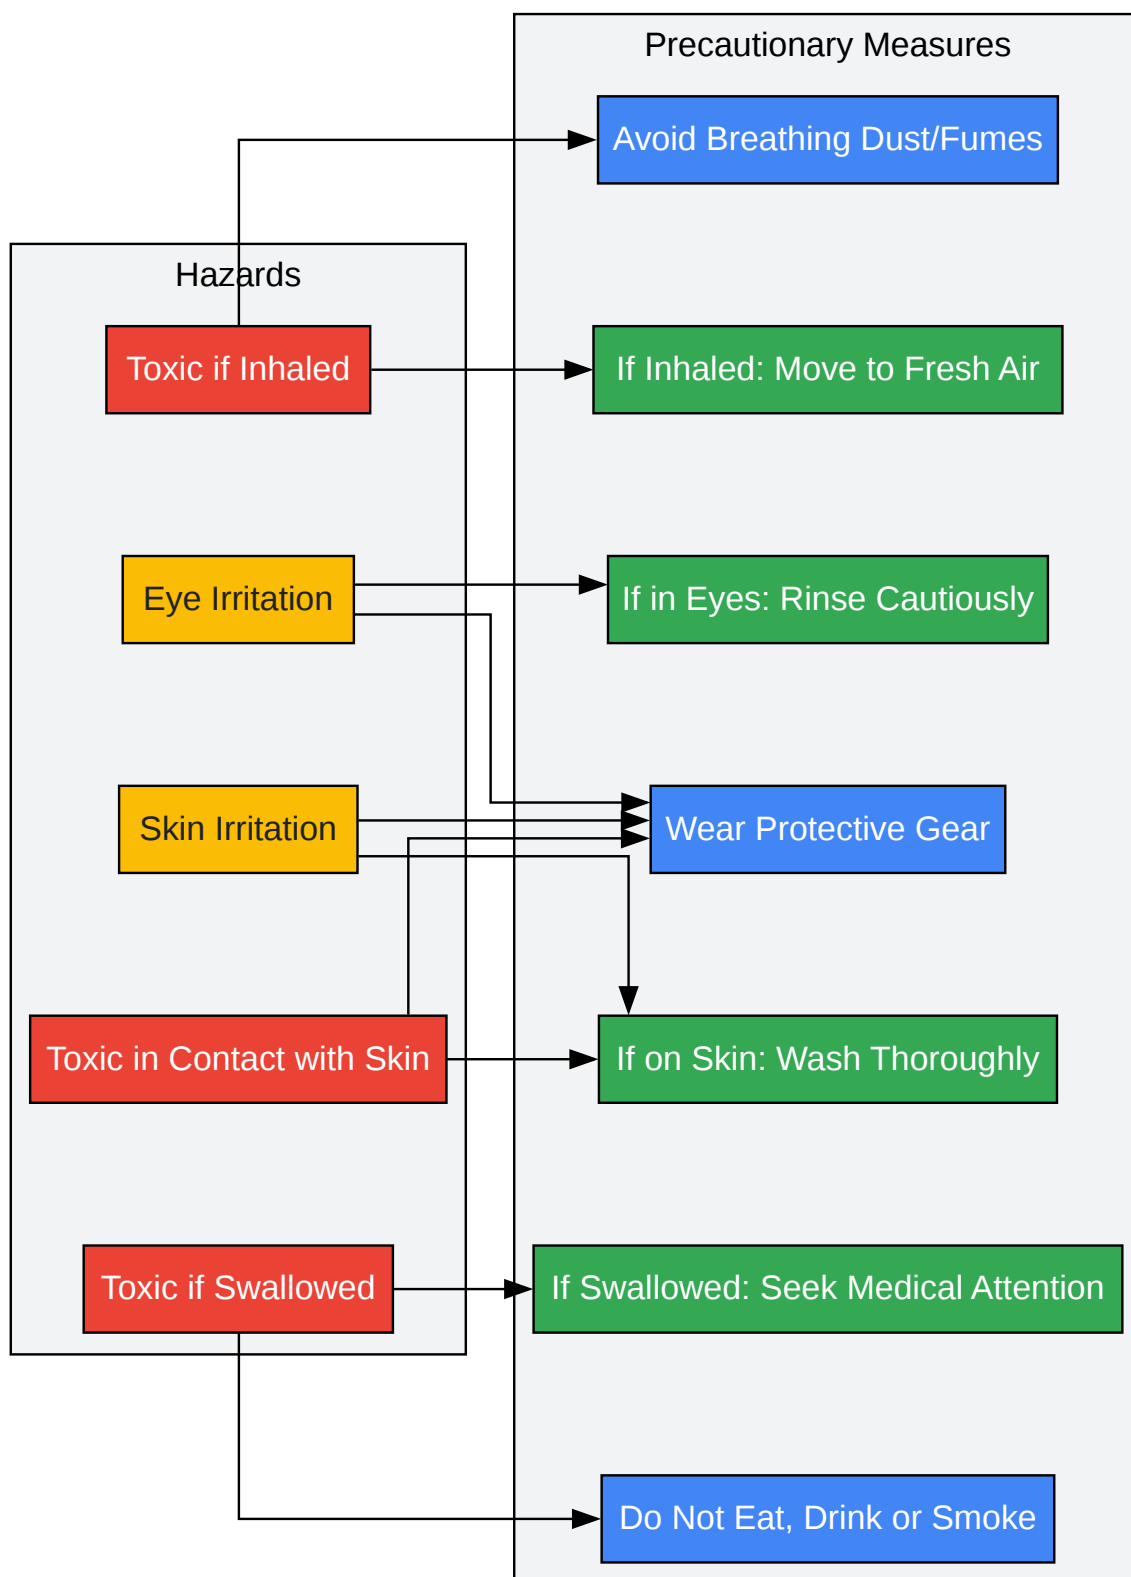 Precautionary Measures
Avoid Breathing Dust/Fumes
Hazards
Toxic if Inhaled
If Inhaled: Move to Fresh Air
Eye Irritation
If in Eyes: Rinse Cautiously
Skin Irritation
Wear Protective Gear
Toxic in Contact with Skin
If on Skin: Wash Thoroughly
Toxic if Swallowed
If Swallowed: Seek Medical Attention
Do Not Eat, Drink or Smoke